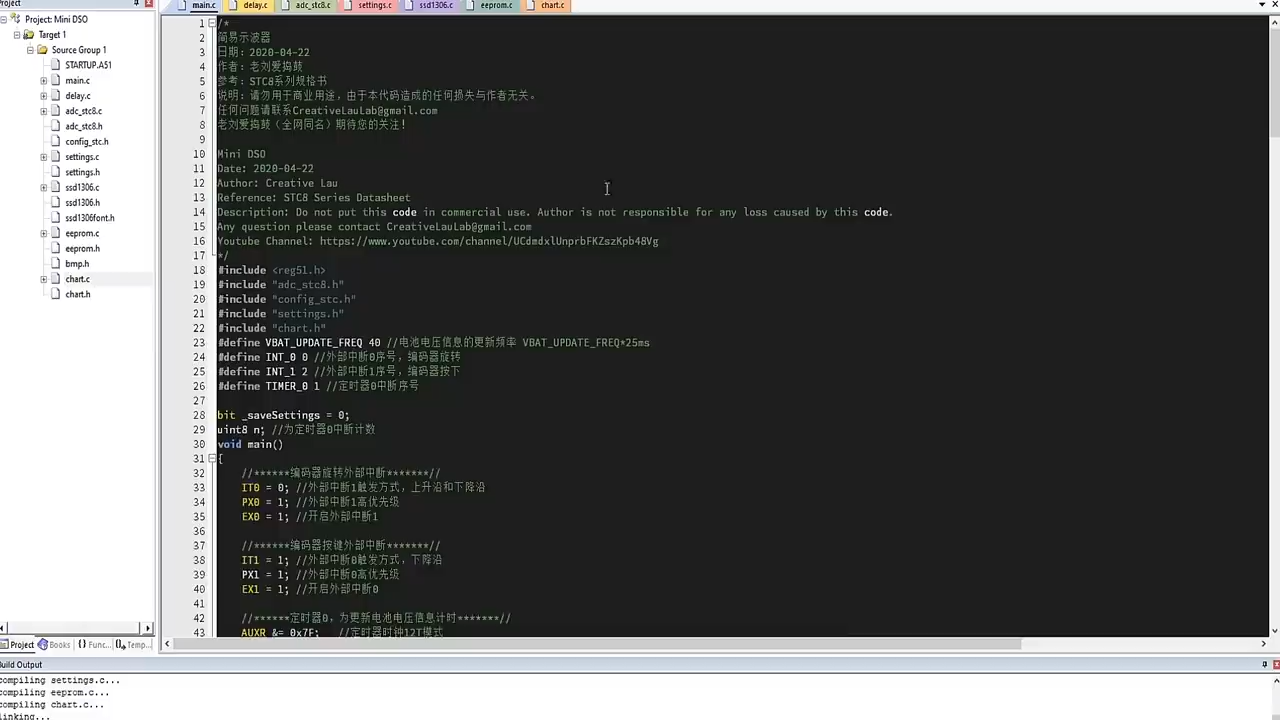 Project
main.c
delay.c
adc_stc8.c
settings.c
ssd1306.c
eeprom.c
chart.c
Project: Mini DSO
Target 1
Source Group 1
STARTUP.A51
main.c
delay.c
adc_stc8.c
adc_stc8.h
config_stc.h
settings.c
settings.h
ssd1306.c
ssd1306.h
ssd1306font.h
eeprom.c
eeprom.h
bmp.h
chart.c
chart.h
1 /*
2 简易示波器
3 日期: 2020-04-22
4 作者: 老刘爱捣鼓
5 参考: STC8系列规格书
6 说明: 请勿用于商业用途, 由于本代码造成的任何损失与作者无关。
7 任何问题请联系CreativeLauLab@gmail.com
8 老刘爱捣鼓（全网同名）期待您的关注!
9
10 Mini DSO
11 Date: 2020-04-22
12 Author: Creative Lau
13 Reference: STC8 Series Datasheet
14 Description: Do not put this code in commercial use. Author is not responsible for any loss caused by this code.
15 Any question please contact CreativeLauLab@gmail.com
16 Youtube Channel: https://www.youtube.com/channel/UCdmdxlUnprbFKZszKpb48Vg
17 */
18 #include <reg51.h>
19 #include "adc_stc8.h"
20 #include "config_stc.h"
21 #include "settings.h"
22 #include "chart.h"
23 #define VBAT_UPDATE_FREQ 40 //电池电压信息的更新频率 VBAT_UPDATE_FREQ*25ms
24 #define INT_0 0 //外部中断0序号, 编码器旋转
25 #define INT_1 2 //外部中断1序号, 编码器按下
26 #define TIMER_0 1 //定时器0中断序号
27
28 bit _saveSettings = 0;
29 uint8 n; //为定时器0中断计数
30 void main()
31 {
32 //******编码器旋转外部中断*******//
33 IT0 = 0; //外部中断1触发方式, 上升沿和下降沿
34 PX0 = 1; //外部中断1高优先级
35 EX0 = 1; //开启外部中断1
36
37 //******编码器按键外部中断*******//
38 IT1 = 1; //外部中断0触发方式, 下降沿
39 PX1 = 1; //外部中断0高优先级
40 EX1 = 1; //开启外部中断0
41
42 //******定时器0, 为更新电池电压信息计时*******//
43 AUXR &= 0x7F; //定时器时钟12T模式
Project
Books
{} Func...
Temp...
Build Output
compiling settings.c...
compiling eeprom.c...
compiling chart.c...
linking...